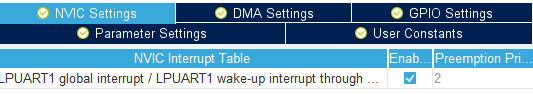 NVIC Settings DMA Settings GPIO Settings
Parameter Settings User Constants
NVIC Interrupt Table Enab... Preemption Pri...
LPUART1 global interrupt / LPUART1 wake-up interrupt through ... 2